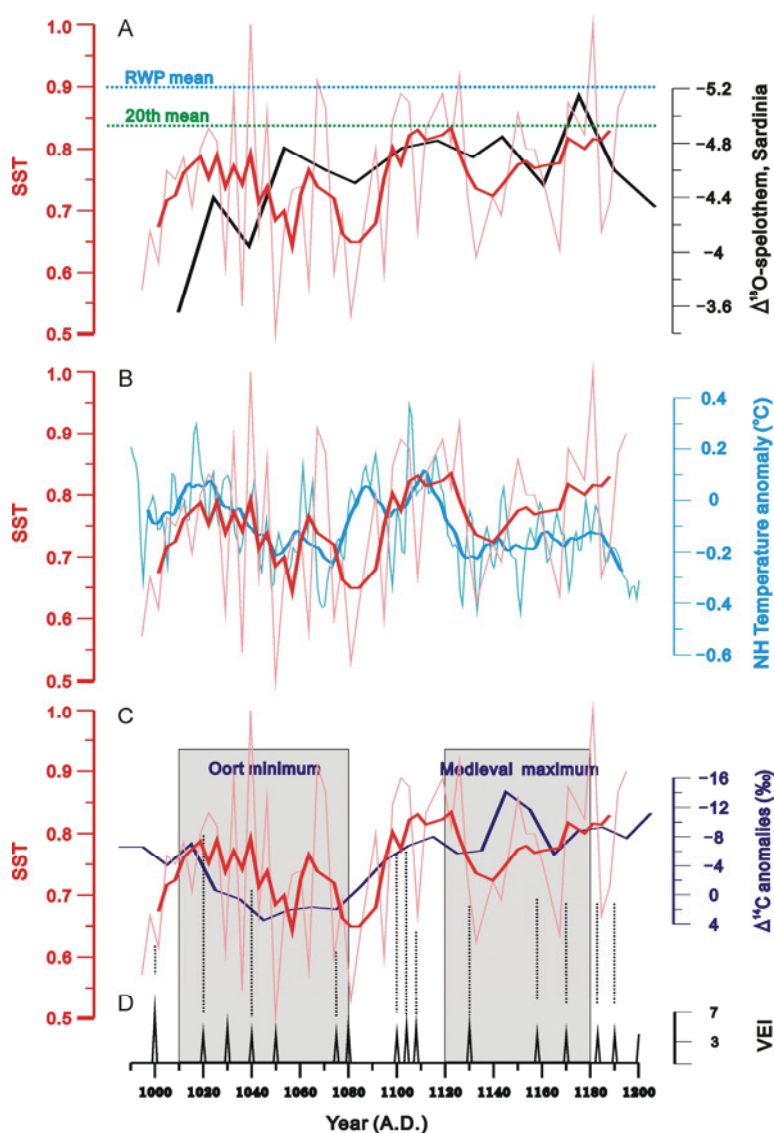 A
1.0
0.9
0.8
0.7
0.6
0.5
SST
RWP mean
20th mean
−5.2
−4.8
−4.4
−4
−3.6
Δ¹⁸O-spelothem, Sardinia
B
1.0
0.9
0.8
0.7
0.6
0.5
SST
0.4
0.2
0
−0.2
−0.4
−0.6
NH Temperature anomaly (°C)
C
1.0
0.9
0.8
0.7
0.6
0.5
SST
Oort minimum
Medieval maximum
−16
−12
−8
−4
0
4
Δ¹⁴C anomalies (‰)
D
7
3
VEI
1000 1020 1040 1060 1080 1100 1120 1140 1160 1180 1200
Year (A.D.)